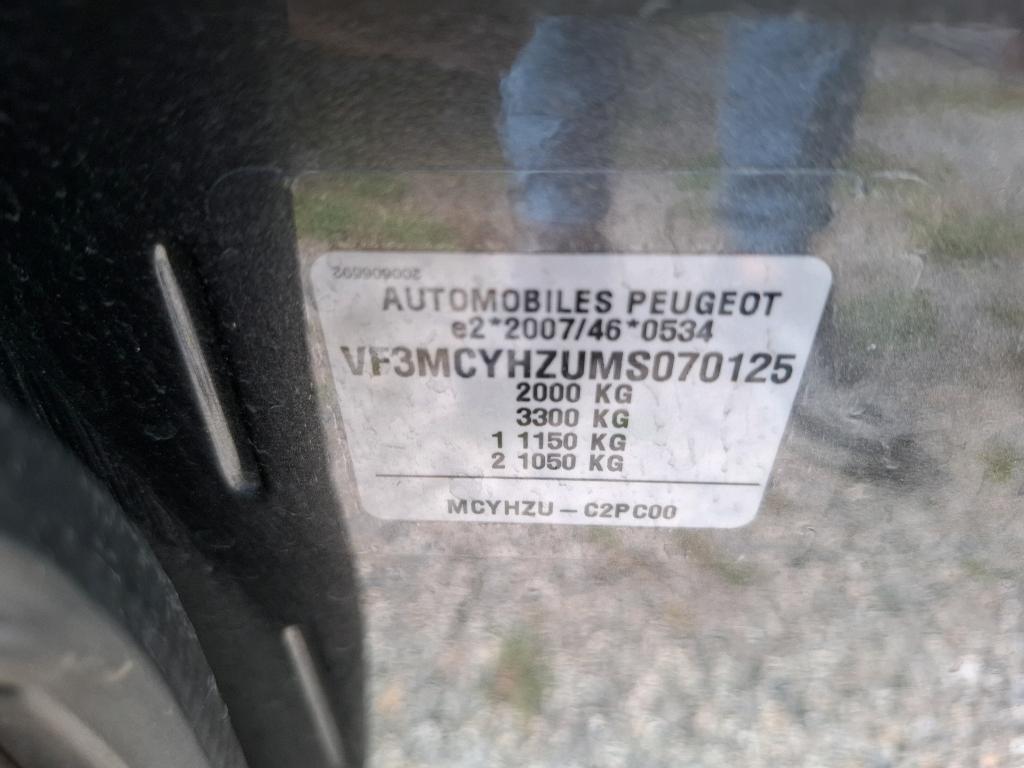 AUTOMOBILES PEUGEOT
e2*2007/46*0534
VF3MCYHZUMS070125
2000 KG
3300 KG
1 1150 KG
2 1050 KG
MCYHZU - C2PC00